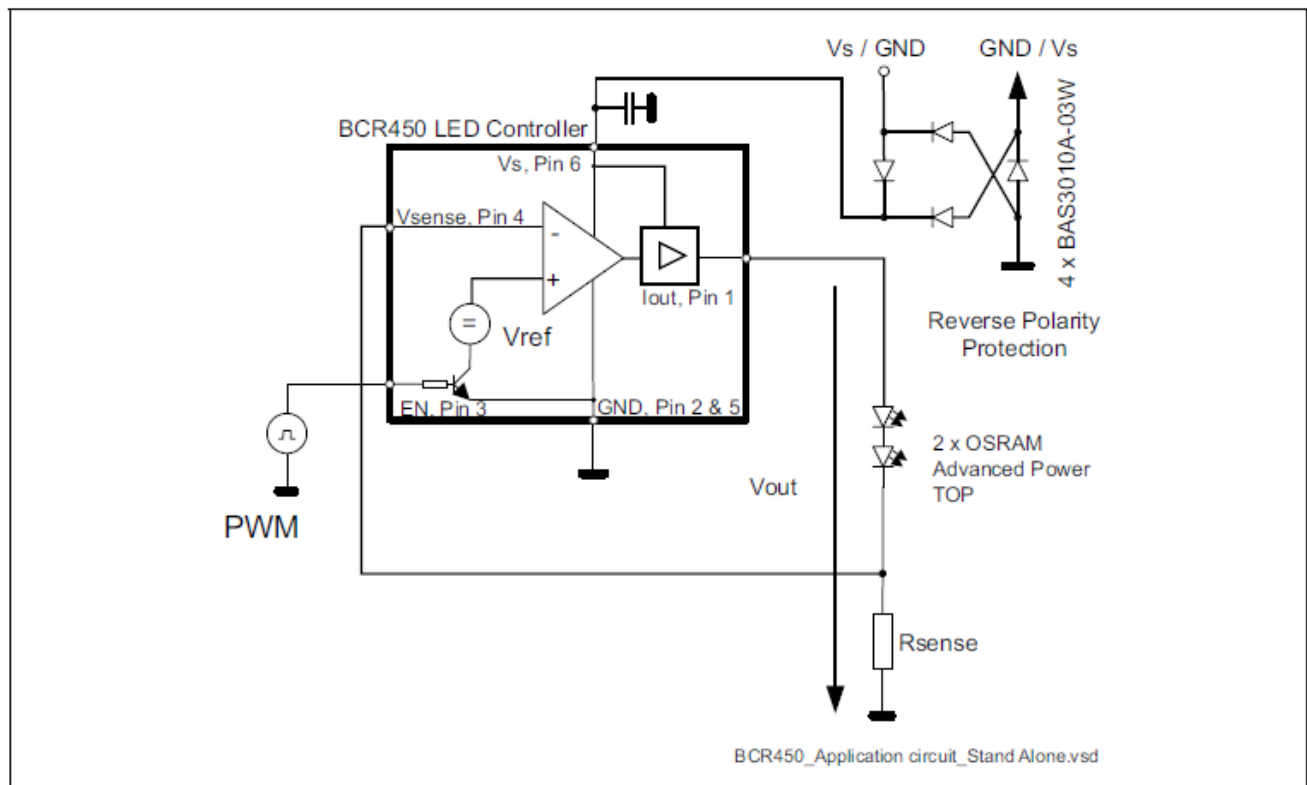 Vs / GND
GND / Vs
4 x BAS3010A-03W
BCR450 LED Controller
Vs, Pin 6
Vsense, Pin 4
-
+
=
Vref
Iout, Pin 1
Reverse Polarity
Protection
EN, Pin 3
GND, Pin 2 & 5
PWM
Vout
2 x OSRAM
Advanced Power
TOP
Rsense
BCR450_Application circuit_Stand Alone.vsd